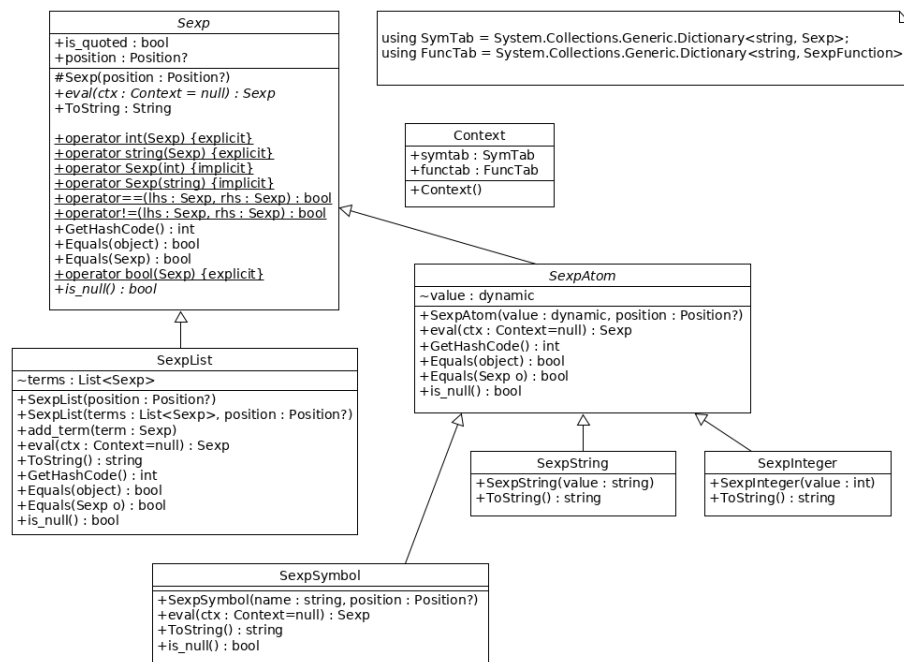 Sexp
+is_quoted : bool
+position : Position?
#Sexp(position : Position?)
+eval(ctx : Context = null) : Sexp
+ToString : String
+operator int(Sexp) {explicit}
+operator string(Sexp) {explicit}
+operator Sexp(int) {implicit}
+operator Sexp(string) {implicit}
+operator==(lhs : Sexp, rhs : Sexp) : bool
+operator!=(lhs : Sexp, rhs : Sexp) : bool
+GetHashCode() : int
+Equals(object) : bool
+Equals(Sexp) : bool
+operator bool(Sexp) {explicit}
+is_null() : bool
using SymTab = System.Collections.Generic.Dictionary<string, Sexp>;
using FuncTab = System.Collections.Generic.Dictionary<string, SexpFunction>
Context
+symtab : SymTab
+functab : FuncTab
+Context()
SexpAtom
~value : dynamic
+SexpAtom(value : dynamic, position : Position?)
+eval(ctx : Context=null) : Sexp
+GetHashCode() : int
+Equals(object) : bool
+Equals(Sexp o) : bool
+is_null() : bool
SexpList
~terms : List<Sexp>
+SexpList(position : Position?)
+SexpList(terms : List<Sexp>, position : Position?)
+add_term(term : Sexp)
+eval(ctx : Context=null) : Sexp
+ToString() : string
+GetHashCode() : int
+Equals(object) : bool
+Equals(Sexp o) : bool
+is_null() : bool
SexpString
+SexpString(value : string)
+ToString() : string
SexpInteger
+SexpInteger(value : int)
+ToString() : string
SexpSymbol
+SexpSymbol(name : string, position : Position?)
+eval(ctx : Context=null) : Sexp
+ToString() : string
+is_null() : bool